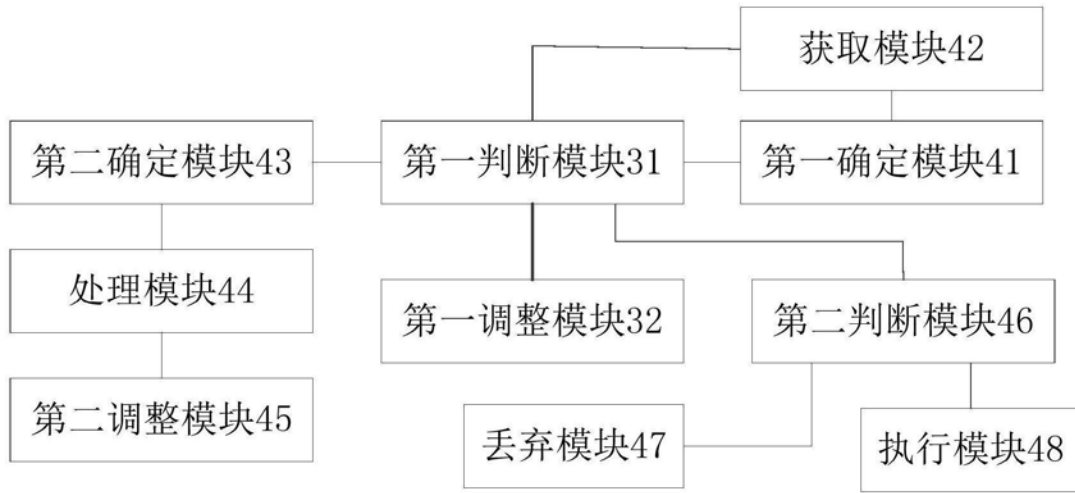 获取模块42
第二确定模块43
第一判断模块31
第一确定模块41
处理模块44
第一调整模块32
第二判断模块46
第二调整模块45
丢弃模块47
执行模块48